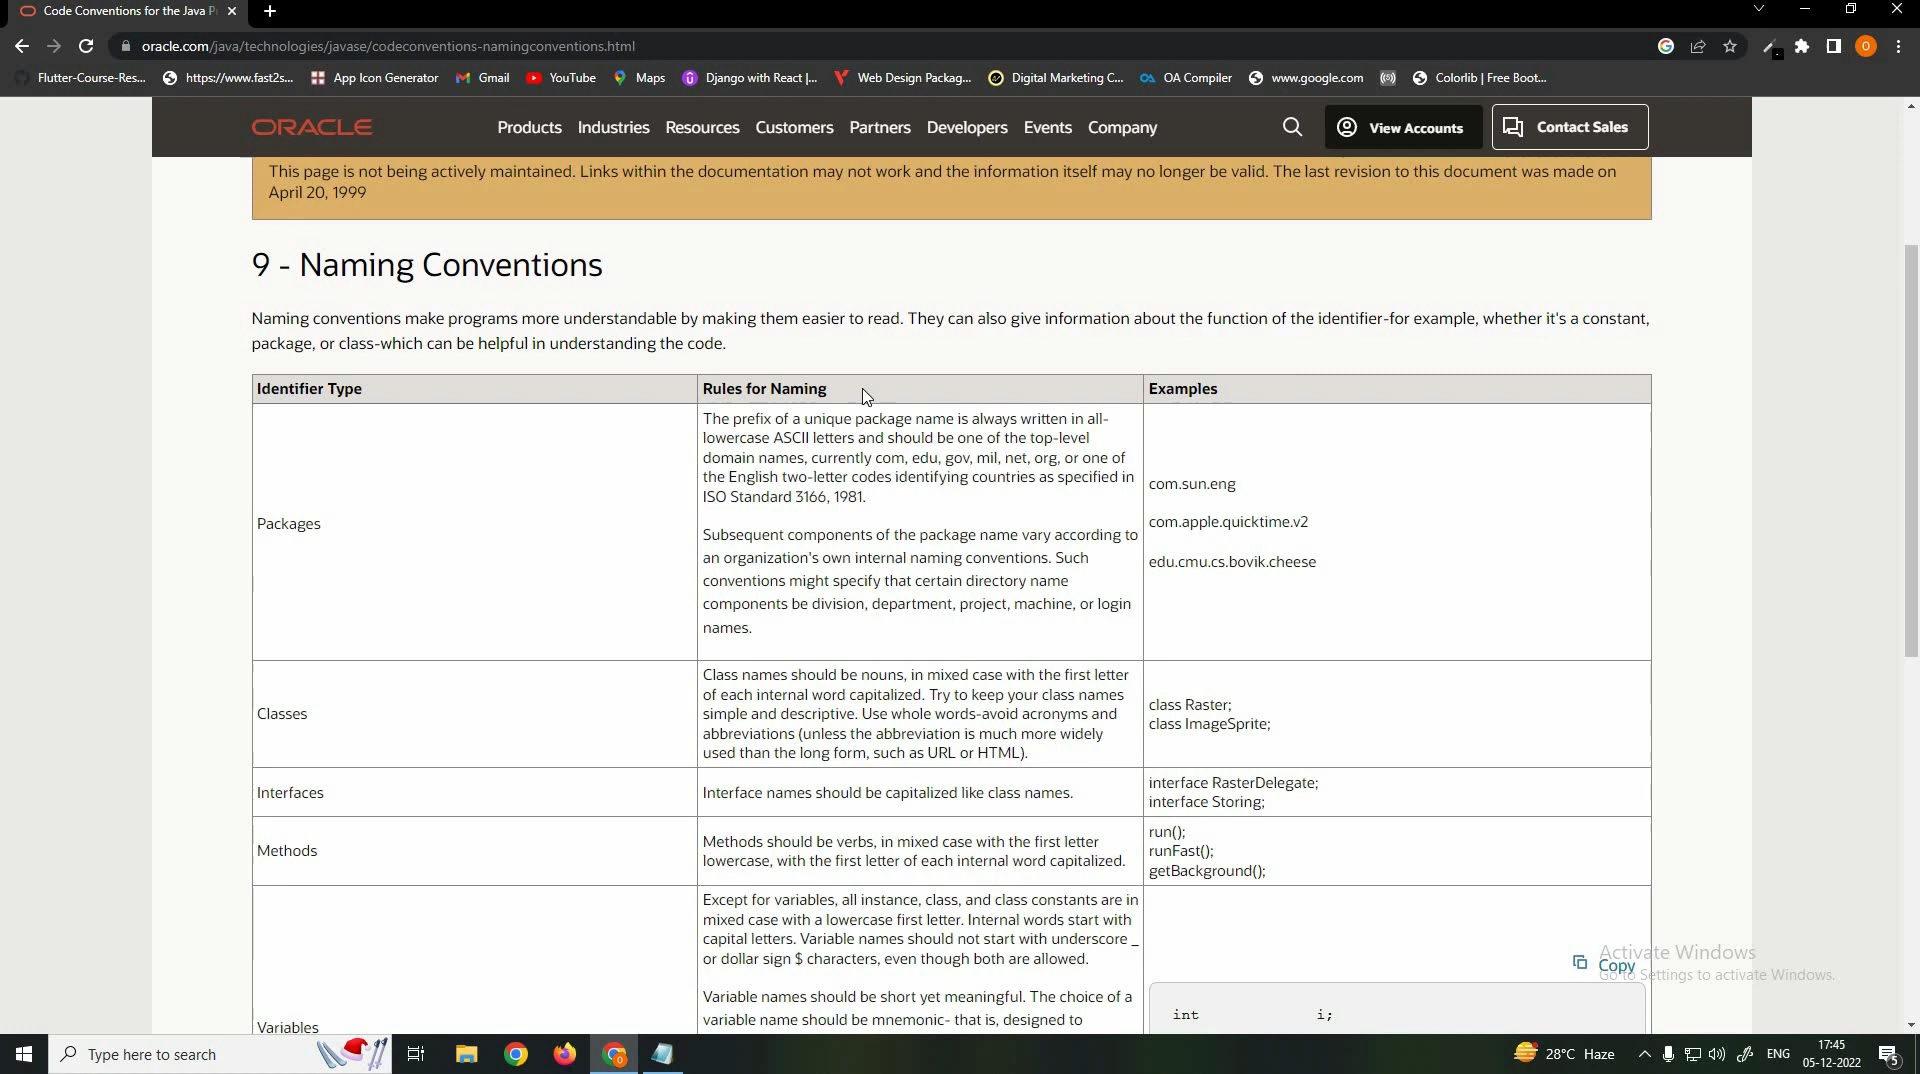 Code Conventions for the Java P
oracle.com/java/technologies/javase/codeconventions-namingconventions.html
O
Flutter-Course-Res... https://www.fast2s... App Icon Generator Gmail YouTube Maps Django with React |... Web Design Packag... Digital Marketing C... OA Compiler www.google.com Colorlib | Free Boot...
ORACLE Products Industries Resources Customers Partners Developers Events Company View Accounts Contact Sales
This page is not being actively maintained. Links within the documentation may not work and the information itself may no longer be valid. The last revision to this document was made on
April 20, 1999
9 - Naming Conventions
Naming conventions make programs more understandable by making them easier to read. They can also give information about the function of the identifier-for example, whether it's a constant,
package, or class-which can be helpful in understanding the code.
Identifier Type Rules for Naming Examples
Packages
The prefix of a unique package name is always written in all-
lowercase ASCII letters and should be one of the top-level
domain names, currently com, edu, gov, mil, net, org, or one of
the English two-letter codes identifying countries as specified in
ISO Standard 3166, 1981.
Subsequent components of the package name vary according to
an organization's own internal naming conventions. Such
conventions might specify that certain directory name
components be division, department, project, machine, or login
names.
com.sun.eng
com.apple.quicktime.v2
edu.cmu.cs.bovik.cheese
Classes
Class names should be nouns, in mixed case with the first letter
of each internal word capitalized. Try to keep your class names
simple and descriptive. Use whole words-avoid acronyms and
abbreviations (unless the abbreviation is much more widely
used than the long form, such as URL or HTML).
class Raster;
class ImageSprite;
Interfaces
Interface names should be capitalized like class names.
interface RasterDelegate;
interface Storing;
Methods
Methods should be verbs, in mixed case with the first letter
lowercase, with the first letter of each internal word capitalized.
run();
runFast();
getBackground();
Variables
Except for variables, all instance, class, and class constants are in
mixed case with a lowercase first letter. Internal words start with
capital letters. Variable names should not start with underscore _
or dollar sign $ characters, even though both are allowed.
Variable names should be short yet meaningful. The choice of a
variable name should be mnemonic- that is, designed to
Copy
int i;
Activate Windows
Go to Settings to activate Windows.
Type here to search
28°C Haze
ENG
17:45
05-12-2022
5